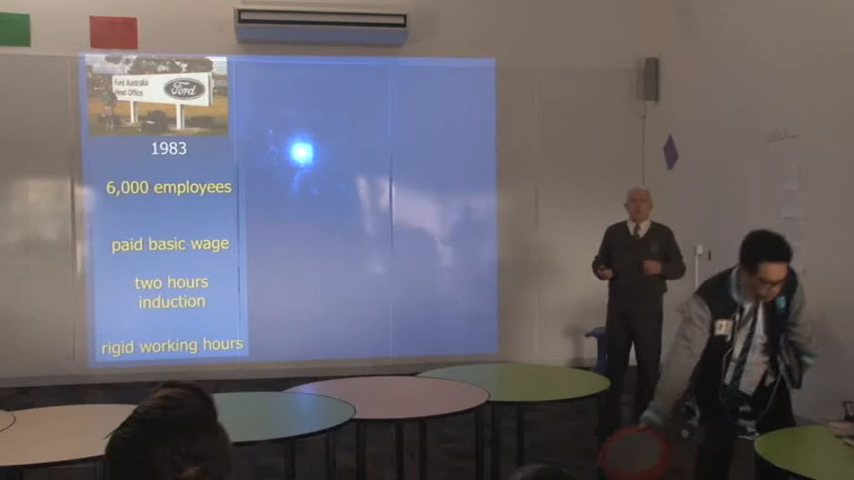 Ford Australia
Head Office
Ford
1983
6,000 employees
paid basic wage
two hours
induction
rigid working hours